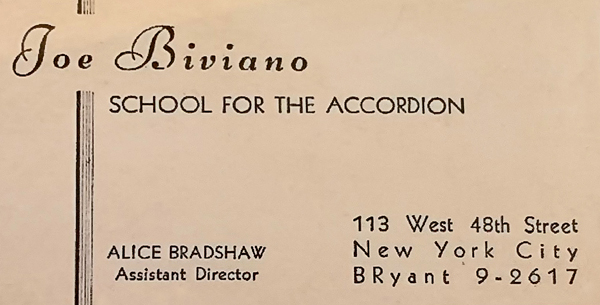 Joe Biviano
SCHOOL FOR THE ACCORDION
ALICE BRADSHAW
Assistant Director
113 West 48th Street
New York City
BRyant 9-2617